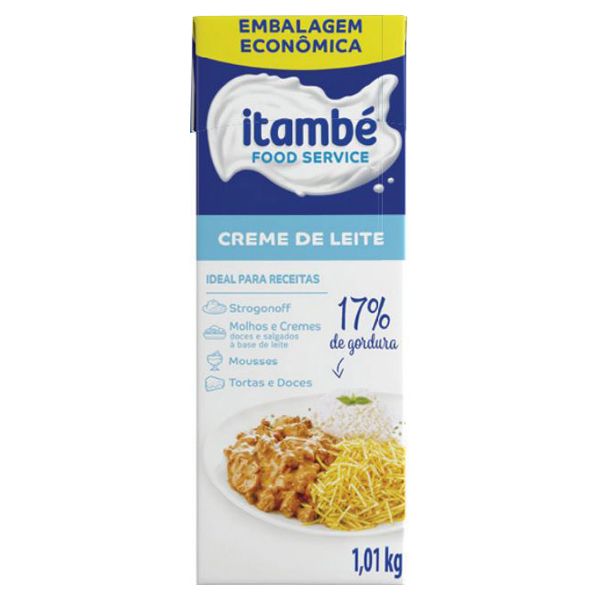 EMBALAGEM
ECONÔMICA
itambé
FOOD SERVICE
CREME DE LEITE
IDEAL PARA RECEITAS
Strogonoff
Molhos e Cremes
doces e salgados
à base de leite
Mousses
Tortas e Doces
17%
de gordura
1,01 kg